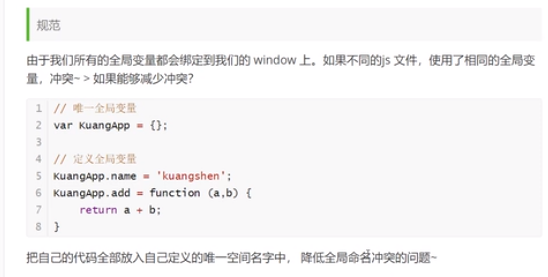 规范
由于我们所有的全局变量都会绑定到我们的 window 上。如果不同的js 文件，使用了相同的全局变
量，冲突~ > 如果能够减少冲突？
1 // 唯一全局变量
2 var KuangApp = {};
3
4 // 定义全局变量
5 KuangApp.name = 'kuangshen';
6 KuangApp.add = function (a,b) {
7     return a + b;
8 }
把自己的代码全部放入自己定义的唯一空间名字中，降低全局命名冲突的问题~